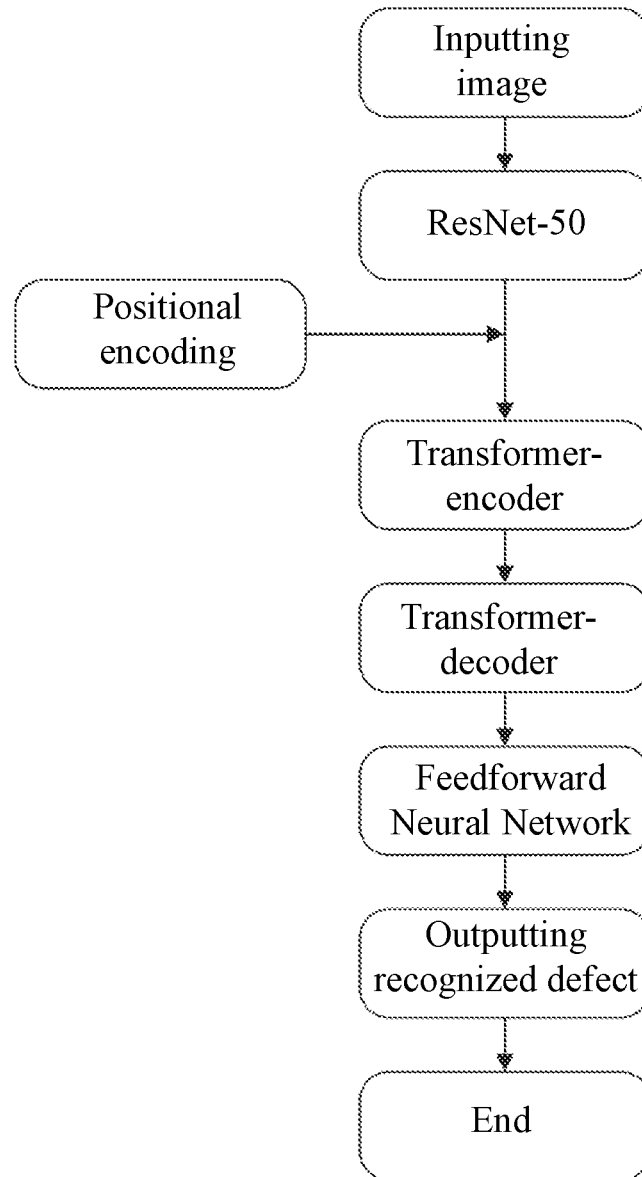 Inputting
image
ResNet-50
Positional
encoding
Transformer-
encoder
Transformer-
decoder
Feedforward
Neural Network
Outputting
recognized defect
End